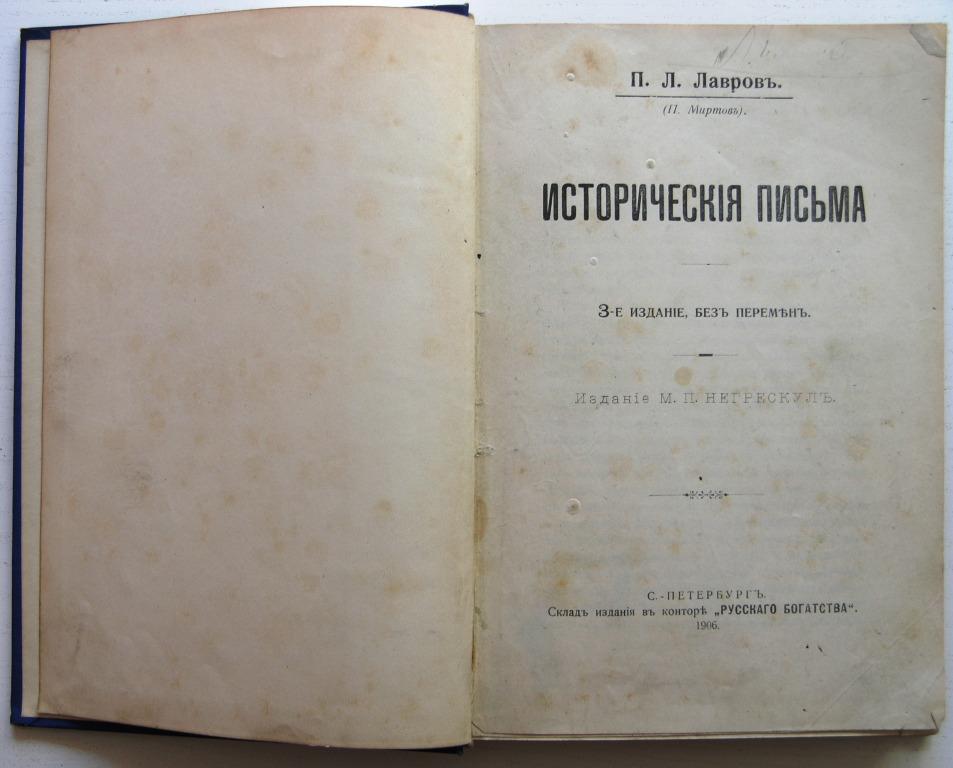 П. Л. Лавровъ.
(П. Миртовъ).
ИСТОРИЧЕСКІЯ ПИСЬМА
3-Е ИЗДАНІЕ, БЕЗЪ ПЕРЕМѢНЪ.
Изданіе М. П. НЕГРЕСКУЛЪ.
С.-ПЕТЕРБУРГЪ.
Складъ изданія въ конторѣ „РУССКАГО БОГАТСТВА“.
1906.